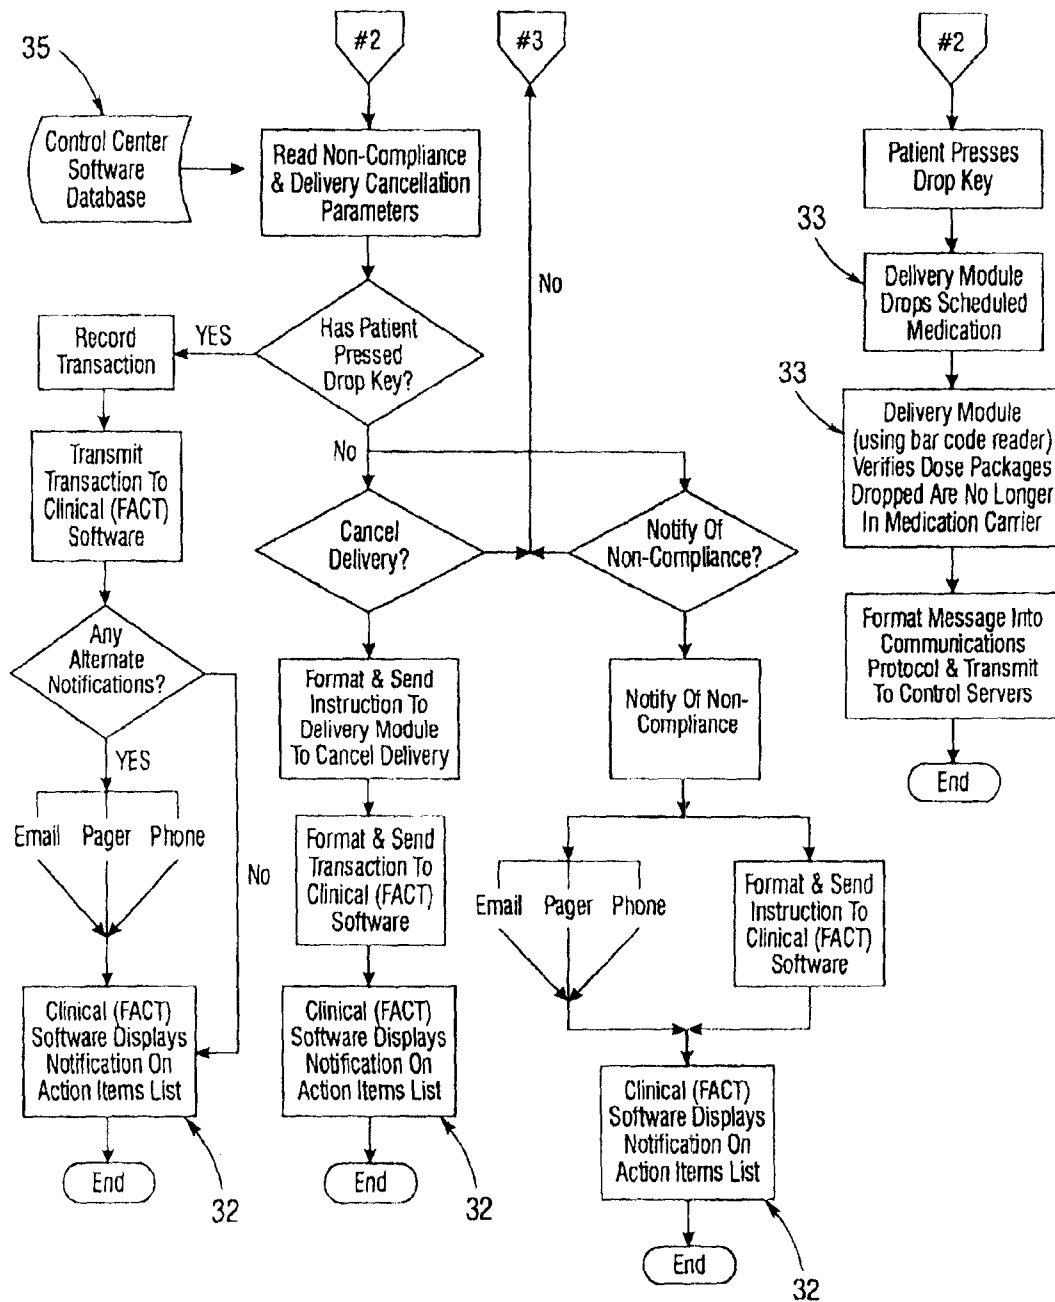 35
#2
#3
#2
Control Center
Software
Database
Read Non-Compliance
& Delivery Cancellation
Parameters
Patient Presses
Drop Key
33
Delivery Module
Drops Scheduled
Medication
No
Record
Transaction
YES
Has Patient
Pressed
Drop Key?
33
Delivery Module
(using bar code reader)
Verifies Dose Packages
Dropped Are No Longer
In Medication Carrier
No
Transmit
Transaction To
Clinical (FACT)
Software
Cancel
Delivery?
Notify Of
Non-Compliance?
Format Message Into
Communications
Protocol & Transmit
To Control Servers
End
Any
Alternate
Notifications?
YES
No
Format & Send
Instruction To
Delivery Module
To Cancel Delivery
Notify Of Non-
Compliance
Email Pager Phone
Format & Send
Transaction To
Clinical (FACT)
Software
Email Pager Phone
Format & Send
Instruction To
Clinical (FACT)
Software
Clinical (FACT)
Software Displays
Notification On
Action Items List
32
End
Clinical (FACT)
Software Displays
Notification On
Action Items List
32
End
Clinical (FACT)
Software Displays
Notification On
Action Items List
32
End